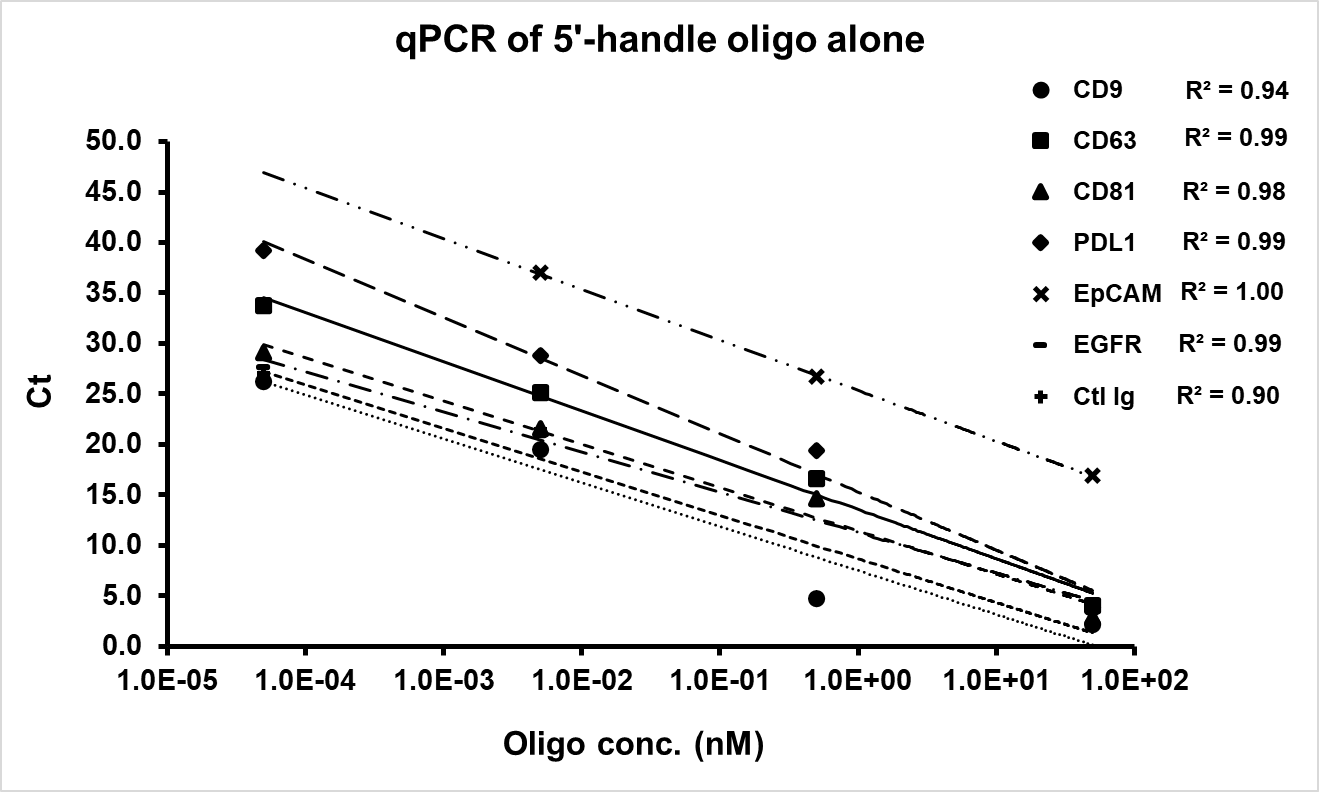 qPCR of 5'-handle oligo alone
CD9 R² = 0.94
CD63 R² = 0.99
CD81 R² = 0.98
PDL1 R² = 0.99
EpCAM R² = 1.00
EGFR R² = 0.99
Ctl Ig R² = 0.90
50.0
45.0
40.0
35.0
30.0
25.0
20.0
15.0
10.0
5.0
0.0
Ct
1.0E-05 1.0E-04 1.0E-03 1.0E-02 1.0E-01 1.0E+00 1.0E+01 1.0E+02
Oligo conc. (nM)